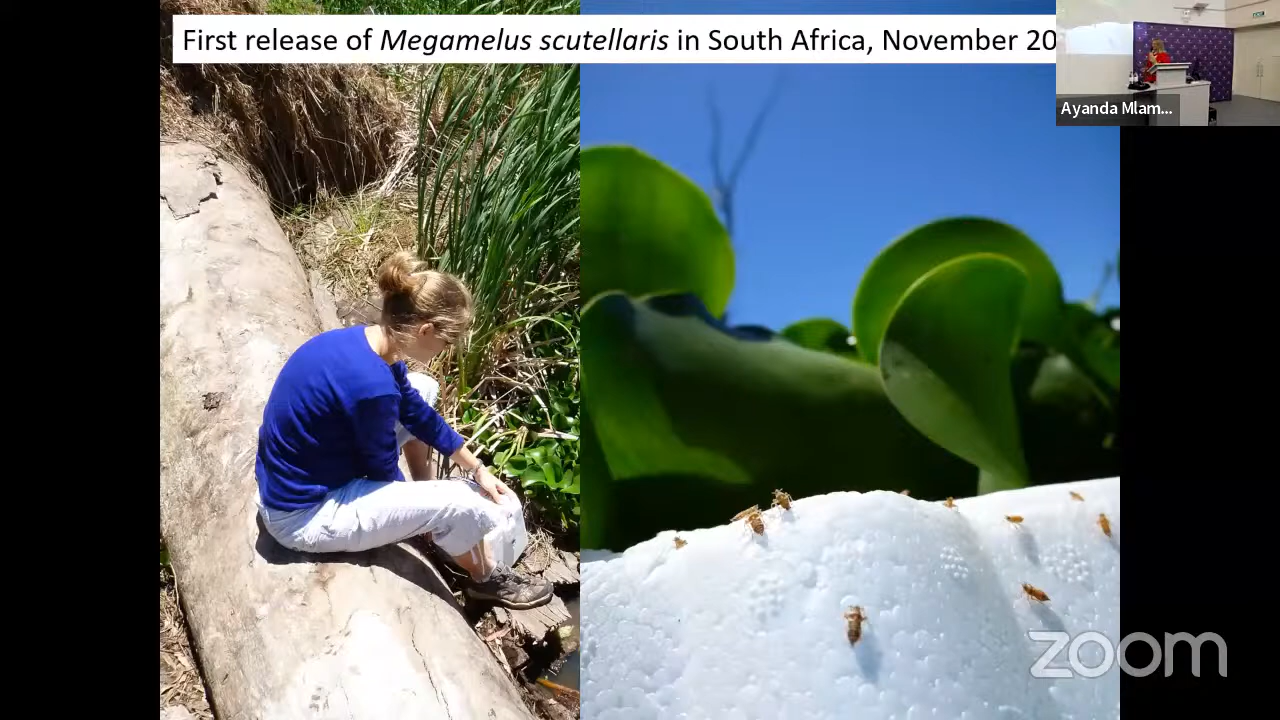 First release of Megamelus scutellaris in South Africa, November 20
Ayanda Mlam...
zoom